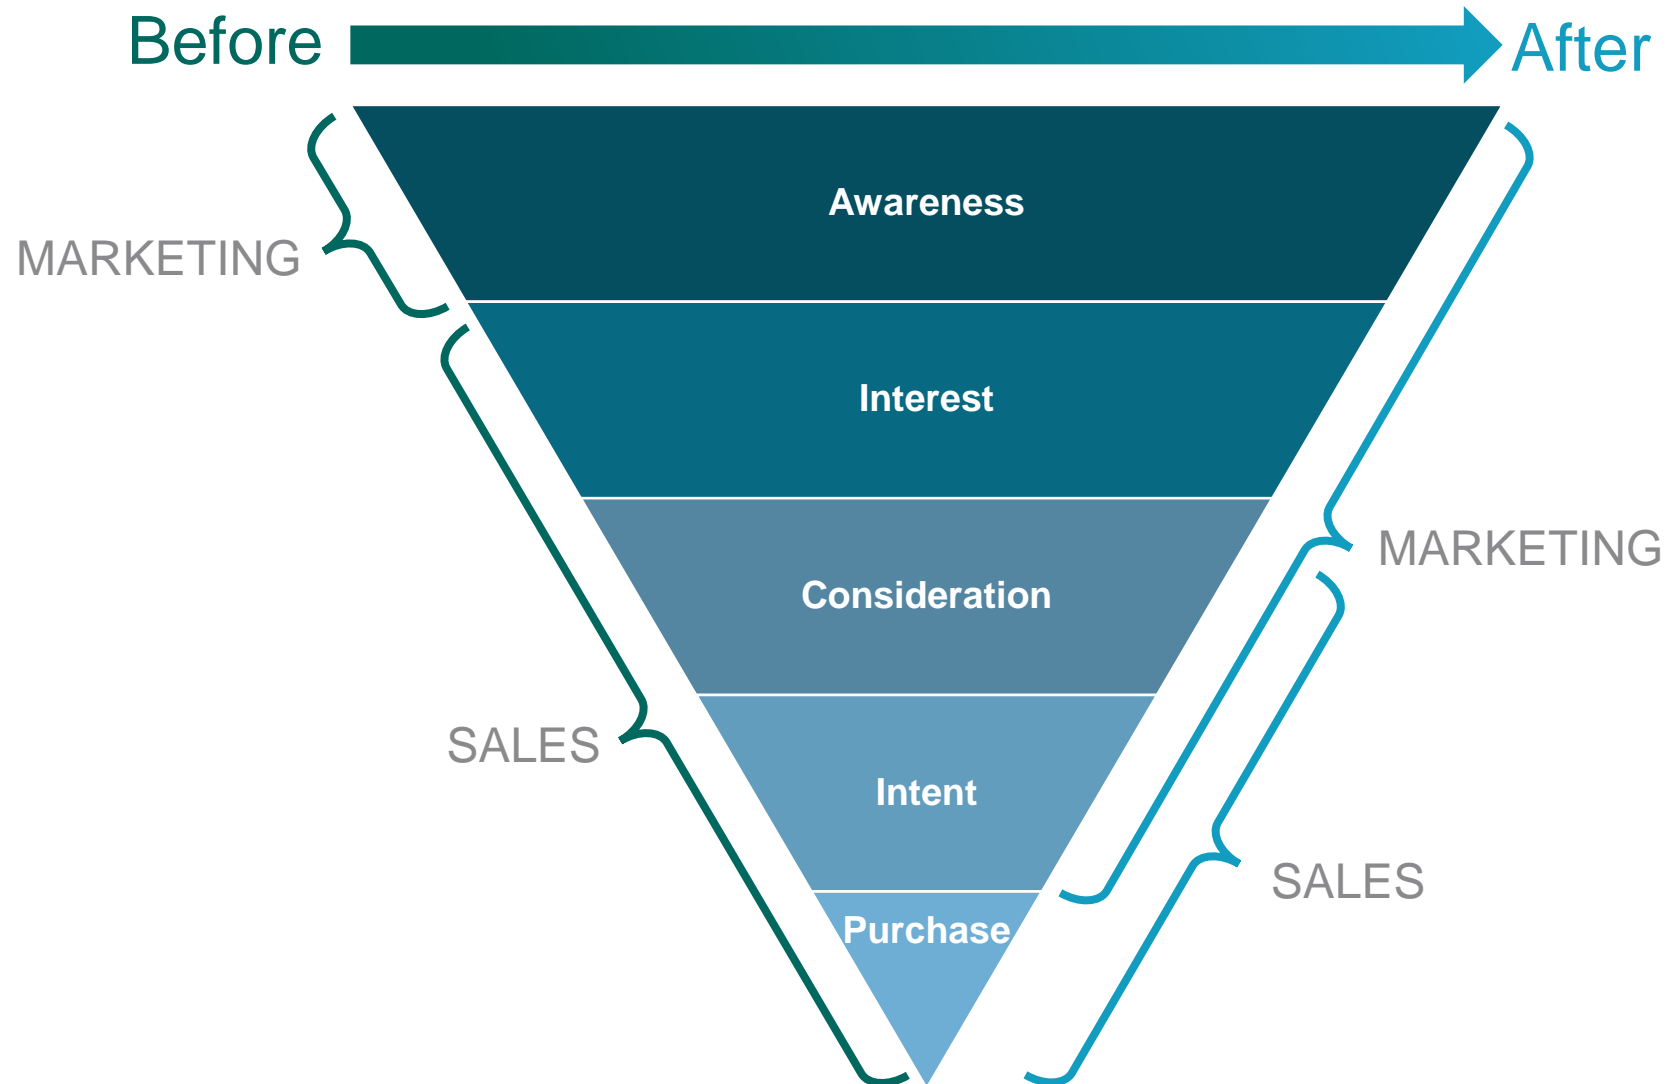 Before
After
Awareness
MARKETING
Interest
MARKETING
Consideration
SALES
Intent
SALES
Purchase